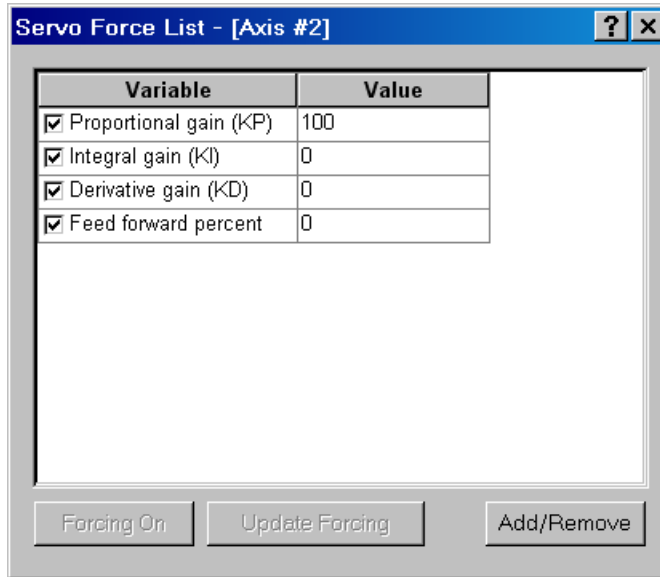 Servo Force List - [Axis #2] ? ×
Variable Value
Proportional gain (KP) 100
Integral gain (KI) 0
Derivative gain (KD) 0
Feed forward percent 0
Forcing On Update Forcing Add/Remove